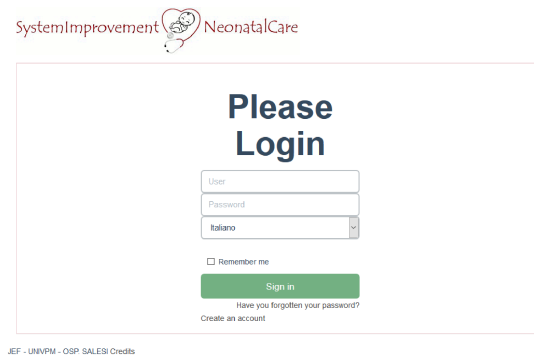 SystemImprovement NeonatalCare
Please
Login
User
Password
Italiano
Remember me
Sign in
Have you forgotten your password?
Create an account
JEF - UNIVPM - OSP. SALESI Credits